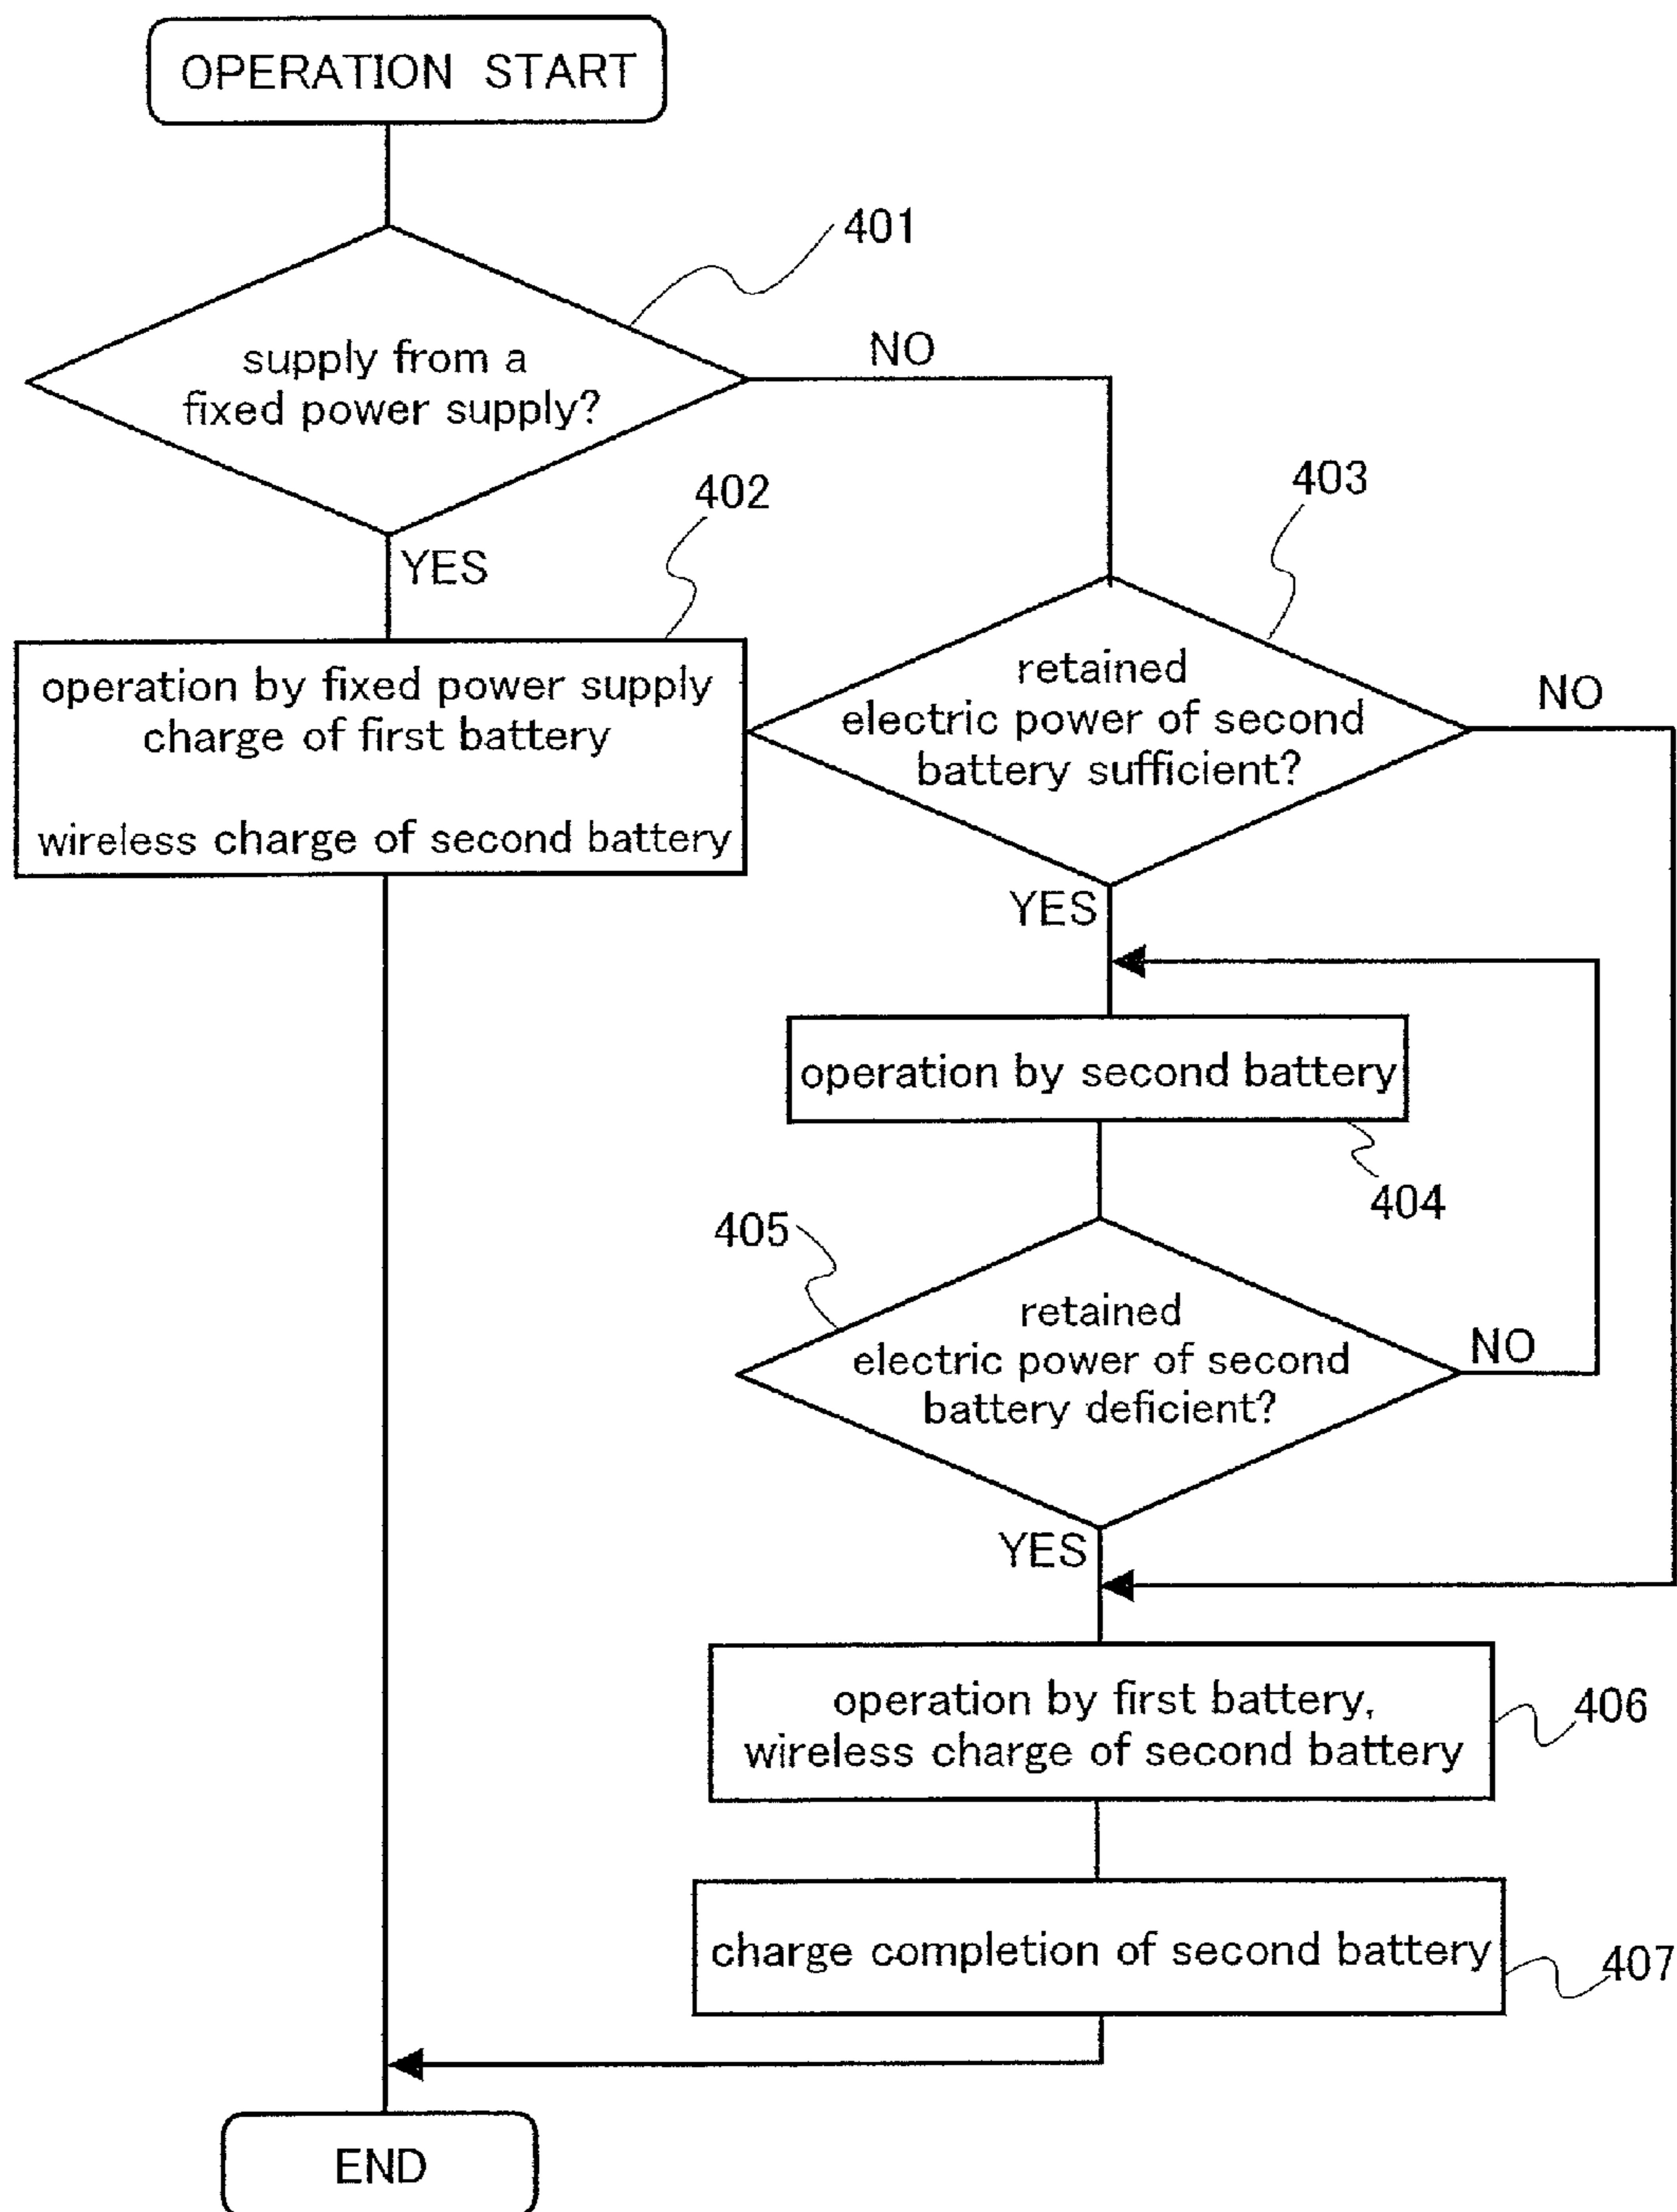 OPERATION START
401
supply from a
fixed power supply?
NO
YES
402
operation by fixed power supply
charge of first battery
wireless charge of second battery
403
retained
electric power of second
battery sufficient?
NO
YES
operation by second battery
404
405
retained
electric power of second
battery deficient?
NO
YES
operation by first battery,
wireless charge of second battery
406
charge completion of second battery
407
END